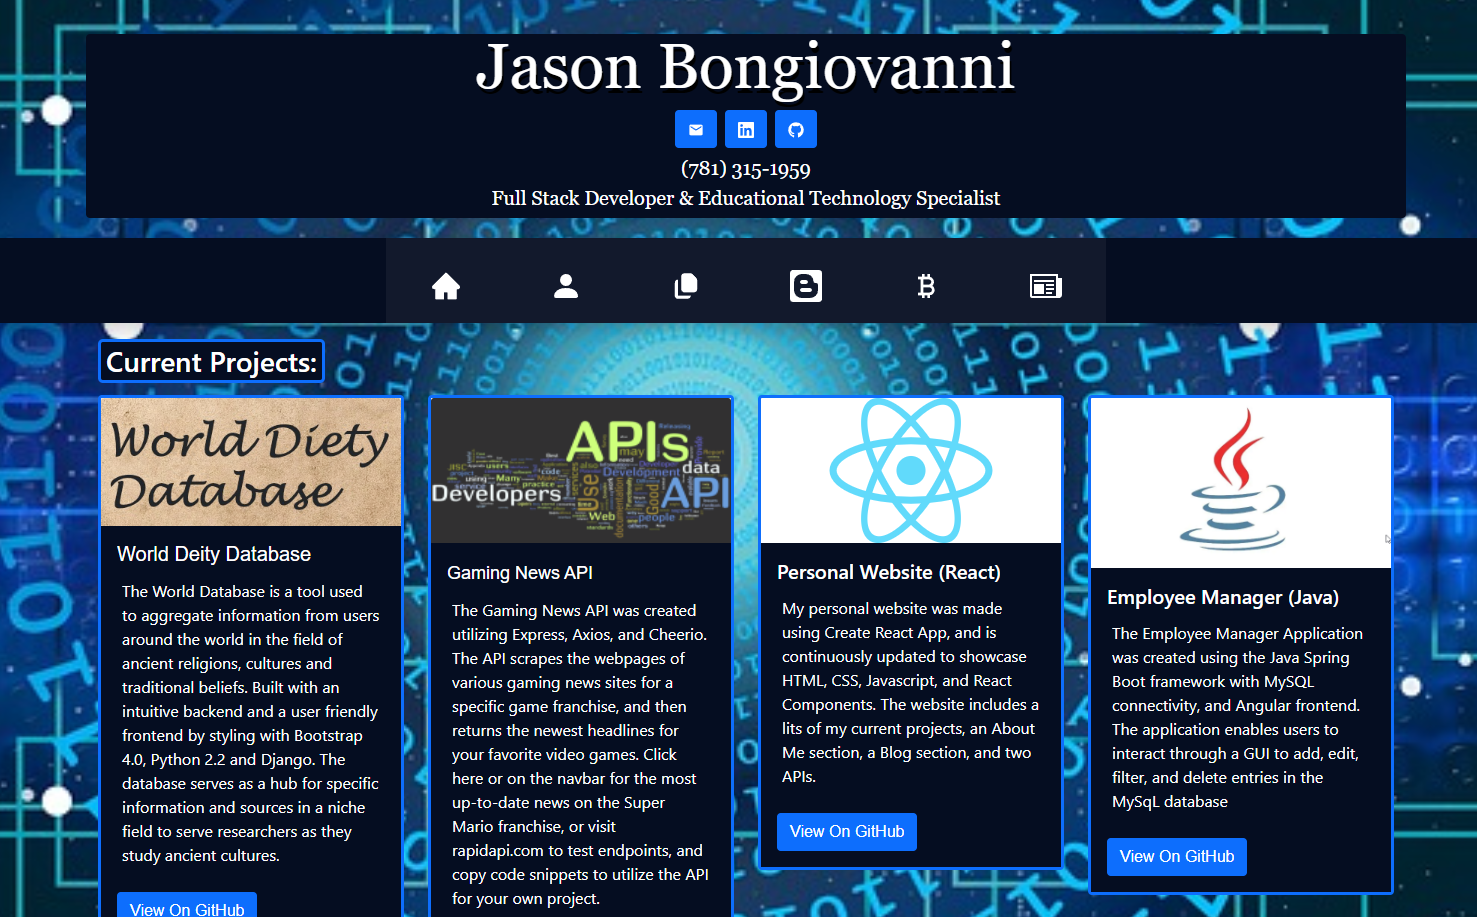 Jason Bongiovanni
(781) 315-1959
Full Stack Developer & Educational Technology Specialist
Current Projects:
World Diety
Database
World Deity Database
The World Database is a tool used
to aggregate information from users
around the world in the field of
ancient religions, cultures and
traditional beliefs. Built with an
intuitive backend and a user friendly
frontend by styling with Bootstrap
4.0, Python 2.2 and Django. The
database serves as a hub for specific
information and sources in a niche
field to serve researchers as they
study ancient cultures.
View On GitHub
APIs
Developers
data
API
Use
Web
people
Good
Development
may
Many
practice
using
users
code
JISC
Gaming News API
The Gaming News API was created
utilizing Express, Axios, and Cheerio.
The API scrapes the webpages of
various gaming news sites for a
specific game franchise, and then
returns the newest headlines for
your favorite video games. Click
here or on the navbar for the most
up-to-date news on the Super
Mario franchise, or visit
rapidapi.com to test endpoints, and
copy code snippets to utilize the API
for your own project.
Personal Website (React)
My personal website was made
using Create React App, and is
continuously updated to showcase
HTML, CSS, Javascript, and React
Components. The website includes a
lits of my current projects, an About
Me section, a Blog section, and two
APIs.
View On GitHub
Employee Manager (Java)
The Employee Manager Application
was created using the Java Spring
Boot framework with MySQL
connectivity, and Angular frontend.
The application enables users to
interact through a GUI to add, edit,
filter, and delete entries in the
MySqL database
View On GitHub